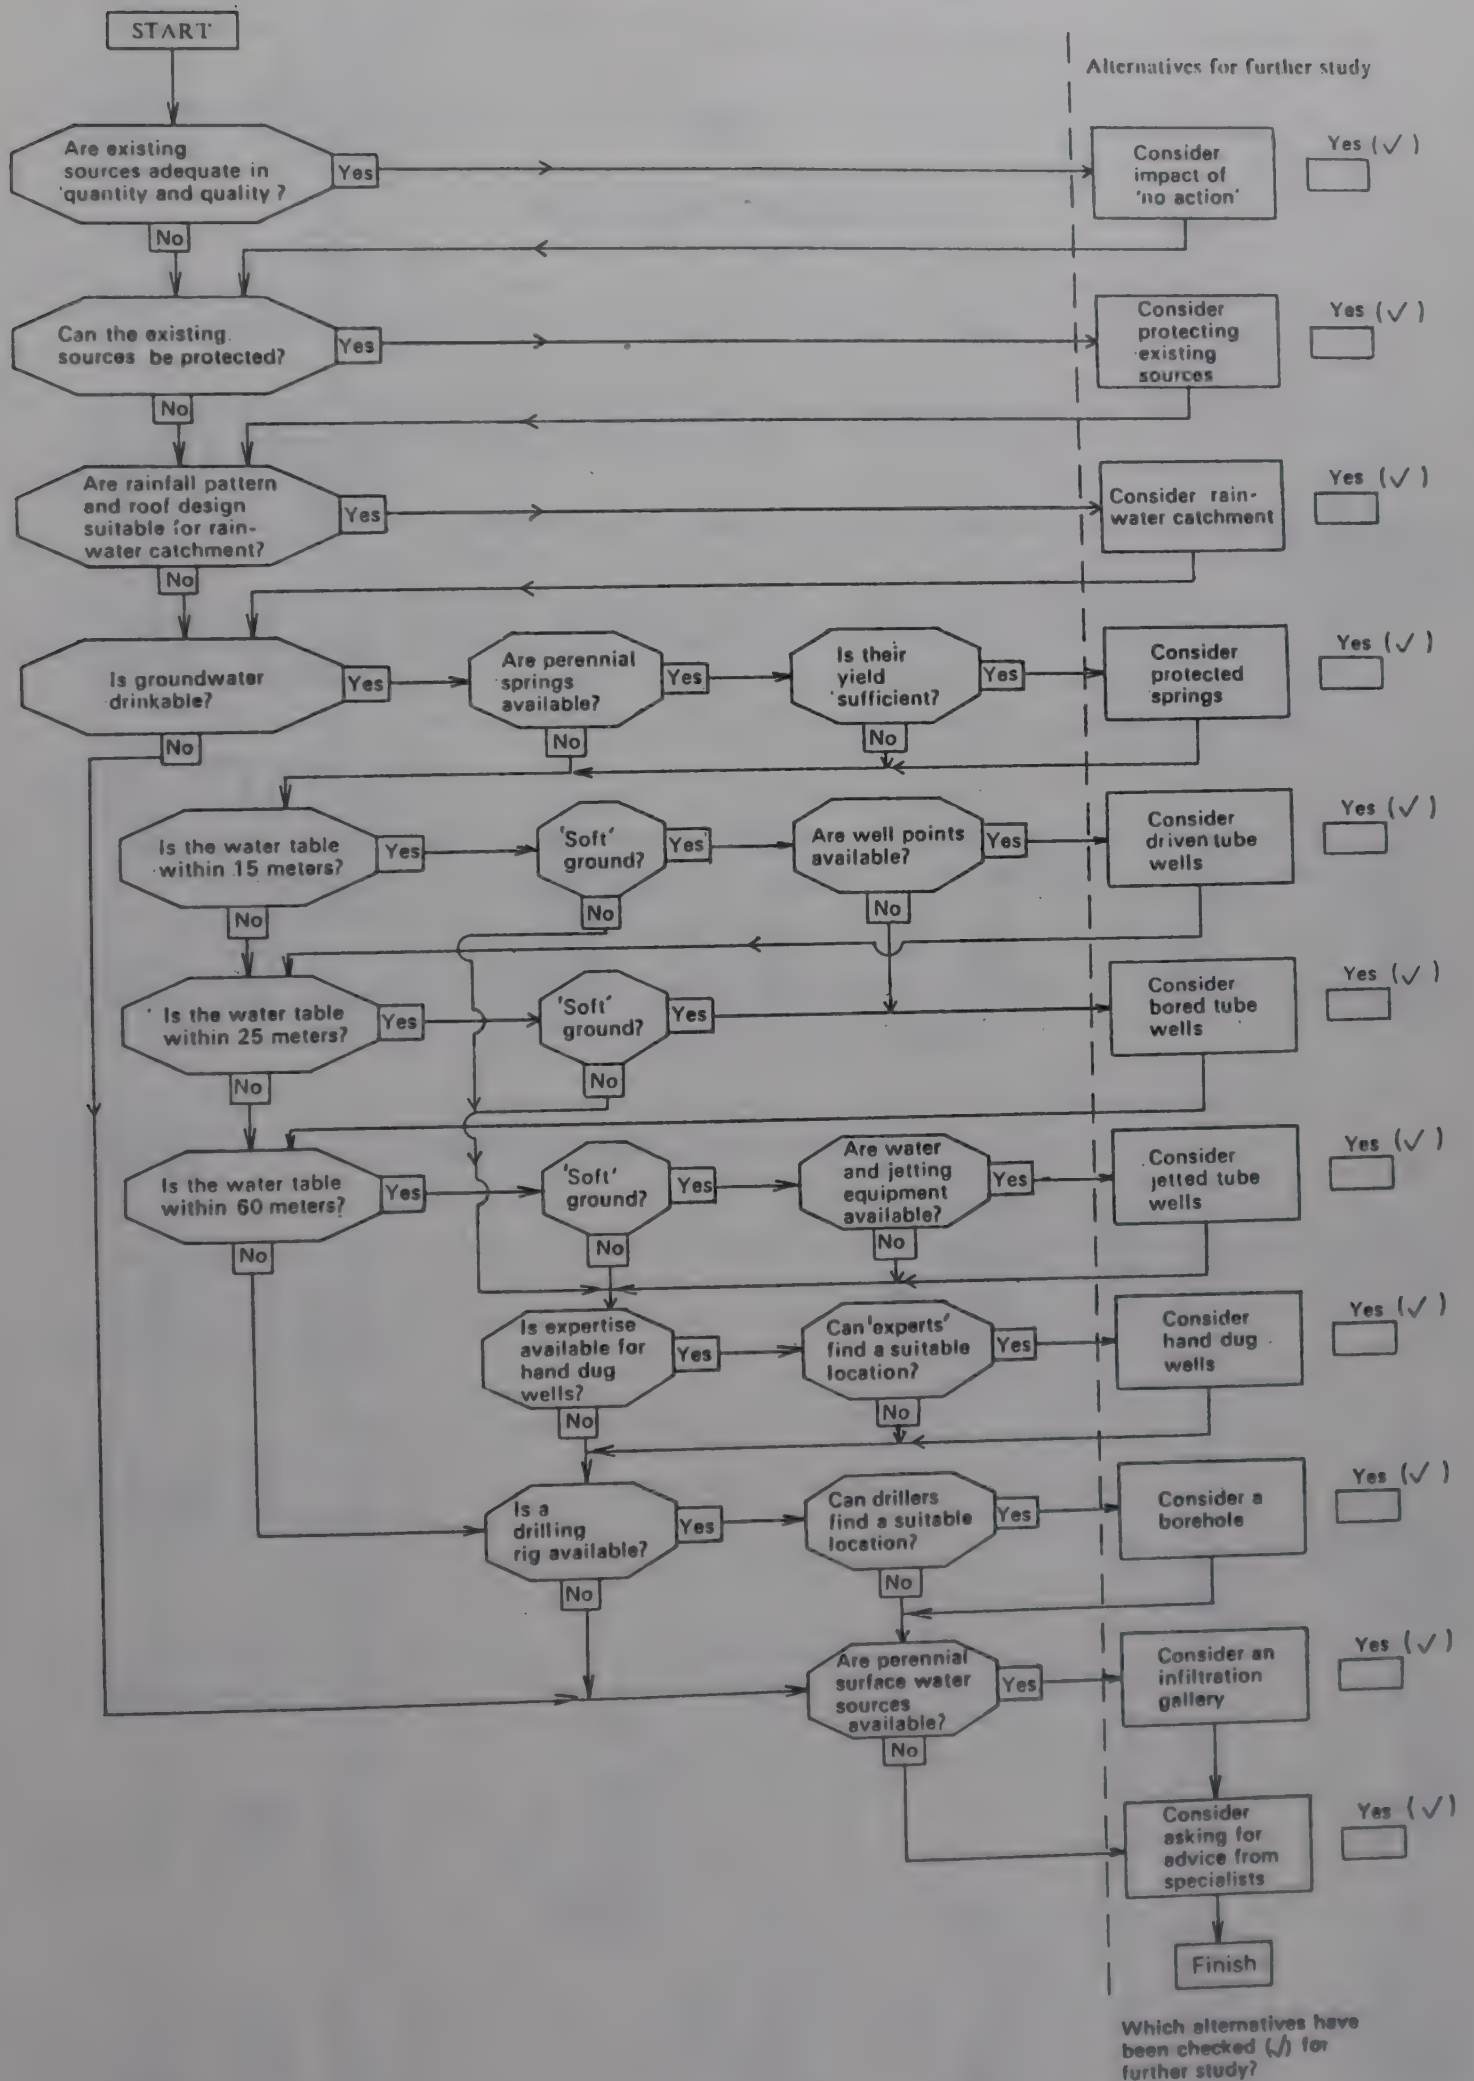 START
Alternatives for further study
Are existing
sources adequate in
quantity and quality?
Yes
Consider
impact of
'no action'
Yes (✓)
No
Can the existing
sources be protected?
Yes
Consider
protecting
existing
sources
Yes (✓)
No
Are rainfall pattern
and roof design
suitable for rain-
water catchment?
Yes
Consider rain-
water catchment
Yes (✓)
No
Is groundwater
drinkable?
Yes
Are perennial
springs
available?
Yes
Is their
yield
sufficient?
Yes
Consider
protected
springs
Yes (✓)
No
No
No
Is the water table
within 15 meters?
Yes
'Soft'
ground?
Yes
Are well points
available?
Yes
Consider
driven tube
wells
Yes (✓)
No
No
No
Is the water table
within 25 meters?
Yes
'Soft'
ground?
Yes
Consider
bored tube
wells
Yes (✓)
No
No
Is the water table
within 60 meters?
Yes
'Soft'
ground?
Yes
Are water
and jetting
equipment
available?
Yes
Consider
jetted tube
wells
Yes (✓)
No
No
No
Is expertise
available for
hand dug
wells?
Yes
Can 'experts'
find a suitable
location?
Yes
Consider
hand dug
wells
Yes (✓)
No
No
Is a
drilling
rig available?
Yes
Can drillers
find a suitable
location?
Yes
Consider a
borehole
Yes (✓)
No
No
Are perennial
surface water
sources
available?
Yes
Consider an
infiltration
gallery
Yes (✓)
No
Consider
asking for
advice from
specialists
Yes (✓)
Finish
Which alternatives have
been checked (✓) for
further study?